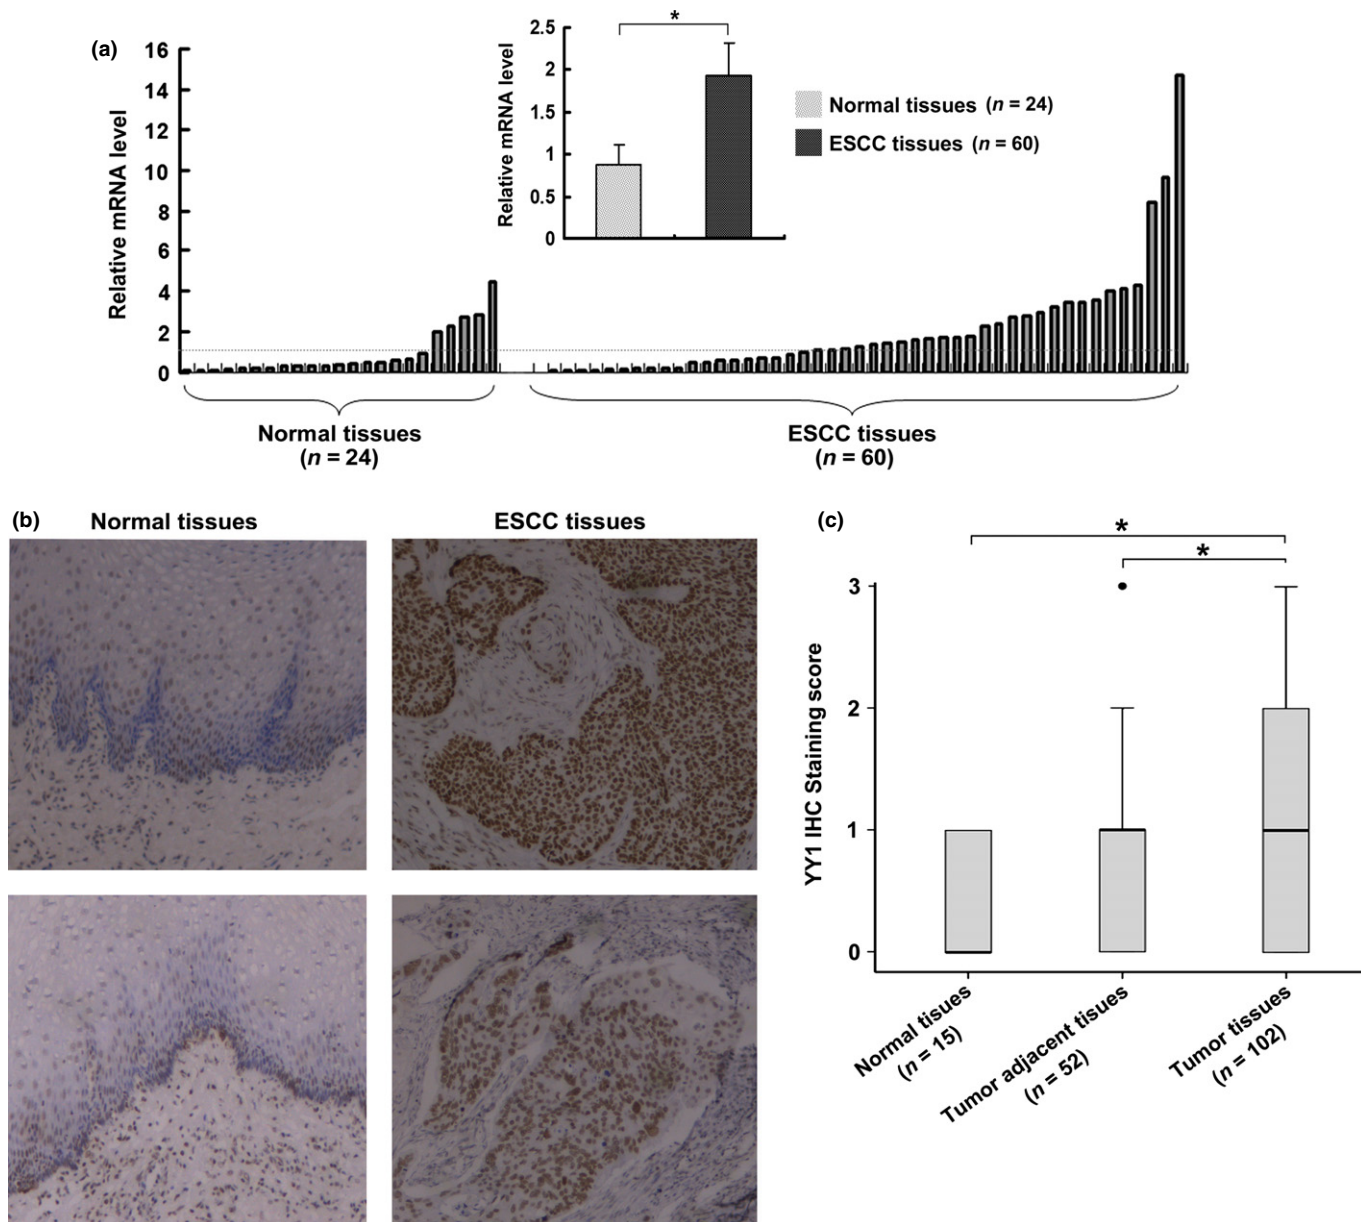 (a)
16
14
12
10
8
6
4
2
0
Relative mRNA level
2.5
2
1.5
1
0.5
0
Relative mRNA level
*
Normal tissues (n = 24)
ESCC tissues (n = 60)
Normal tissues
(n = 24)
ESCC tissues
(n = 60)
(b)
Normal tissues
ESCC tissues
(c)
*
*
3
2
1
0
YY1 IHC Staining score
Normal tisues
(n = 15)
Tumor adjacent tisues
(n = 52)
Tumor tissues
(n = 102)